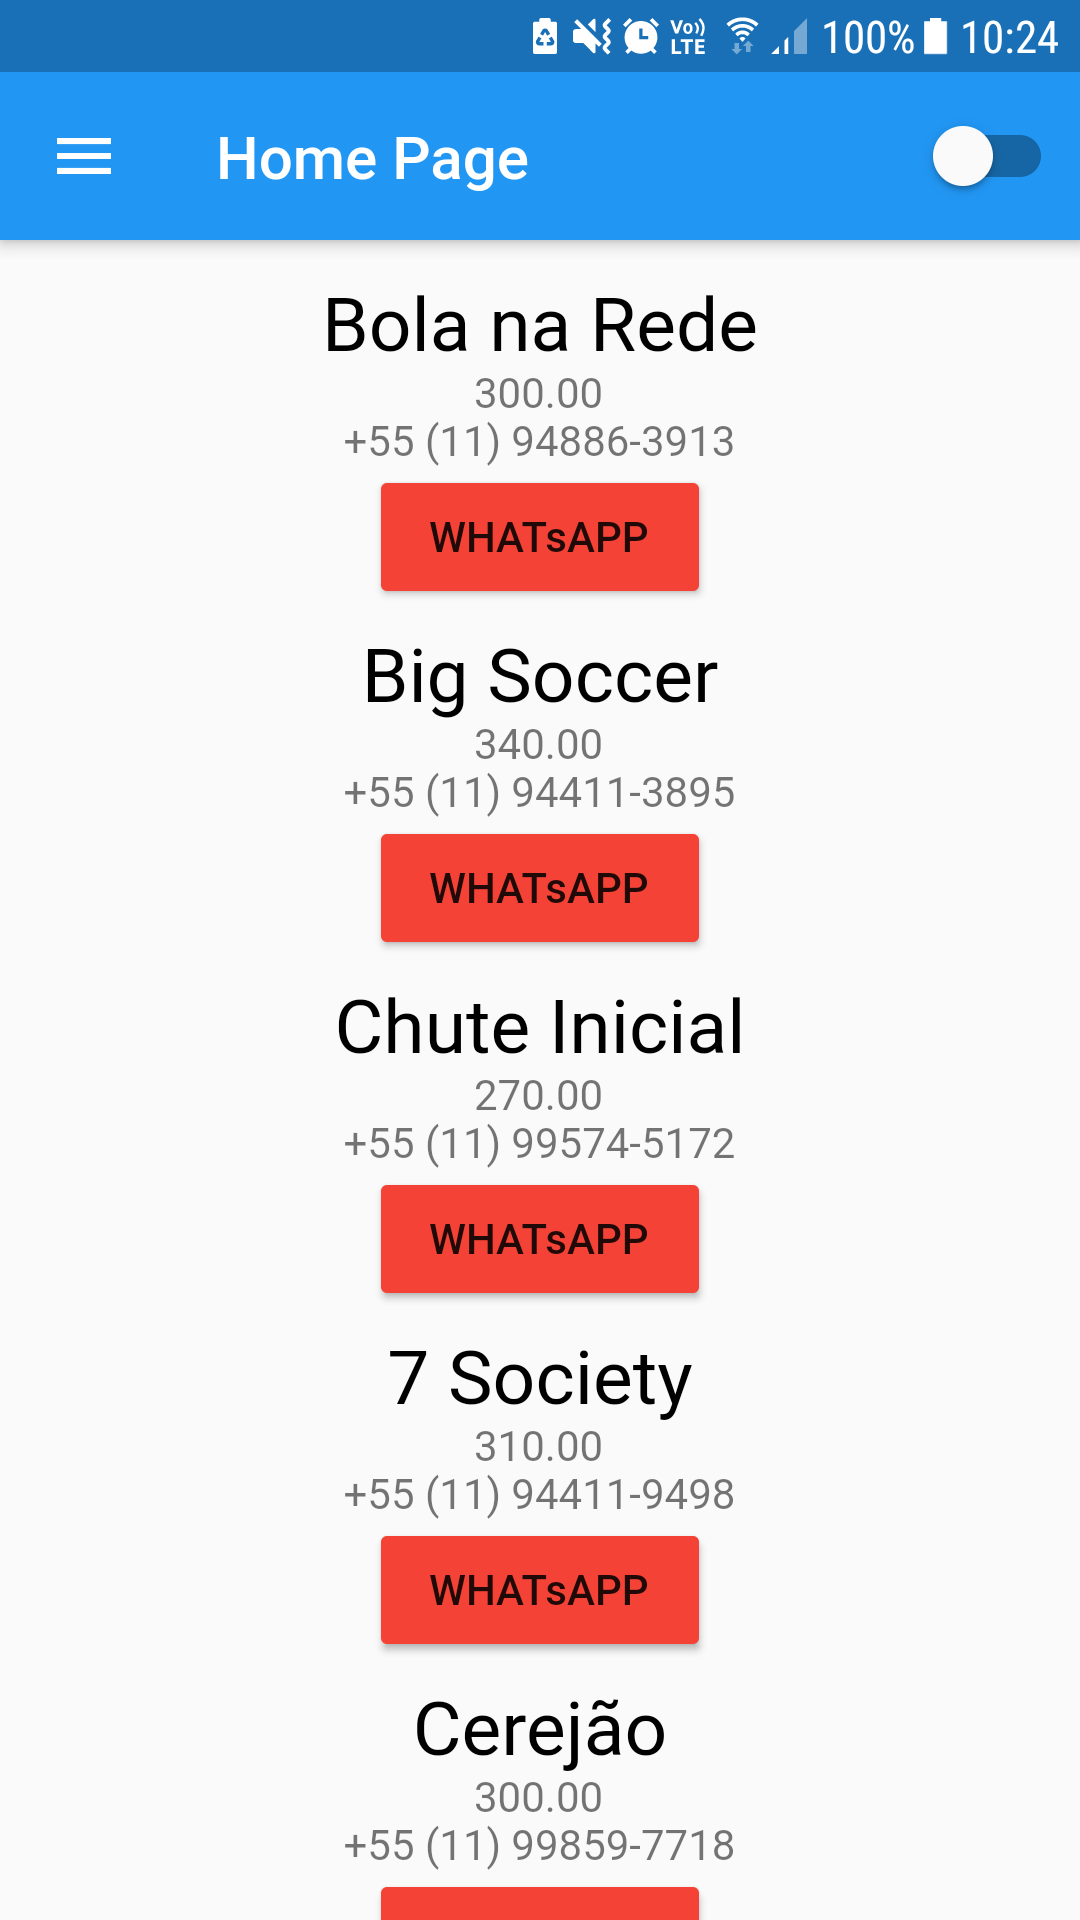 Vo)) LTE 100% 10:24
Home Page
Bola na Rede
300.00
+55 (11) 94886-3913
WHATsAPP
Big Soccer
340.00
+55 (11) 94411-3895
WHATsAPP
Chute Inicial
270.00
+55 (11) 99574-5172
WHATsAPP
7 Society
310.00
+55 (11) 94411-9498
WHATsAPP
Cerejão
300.00
+55 (11) 99859-7718